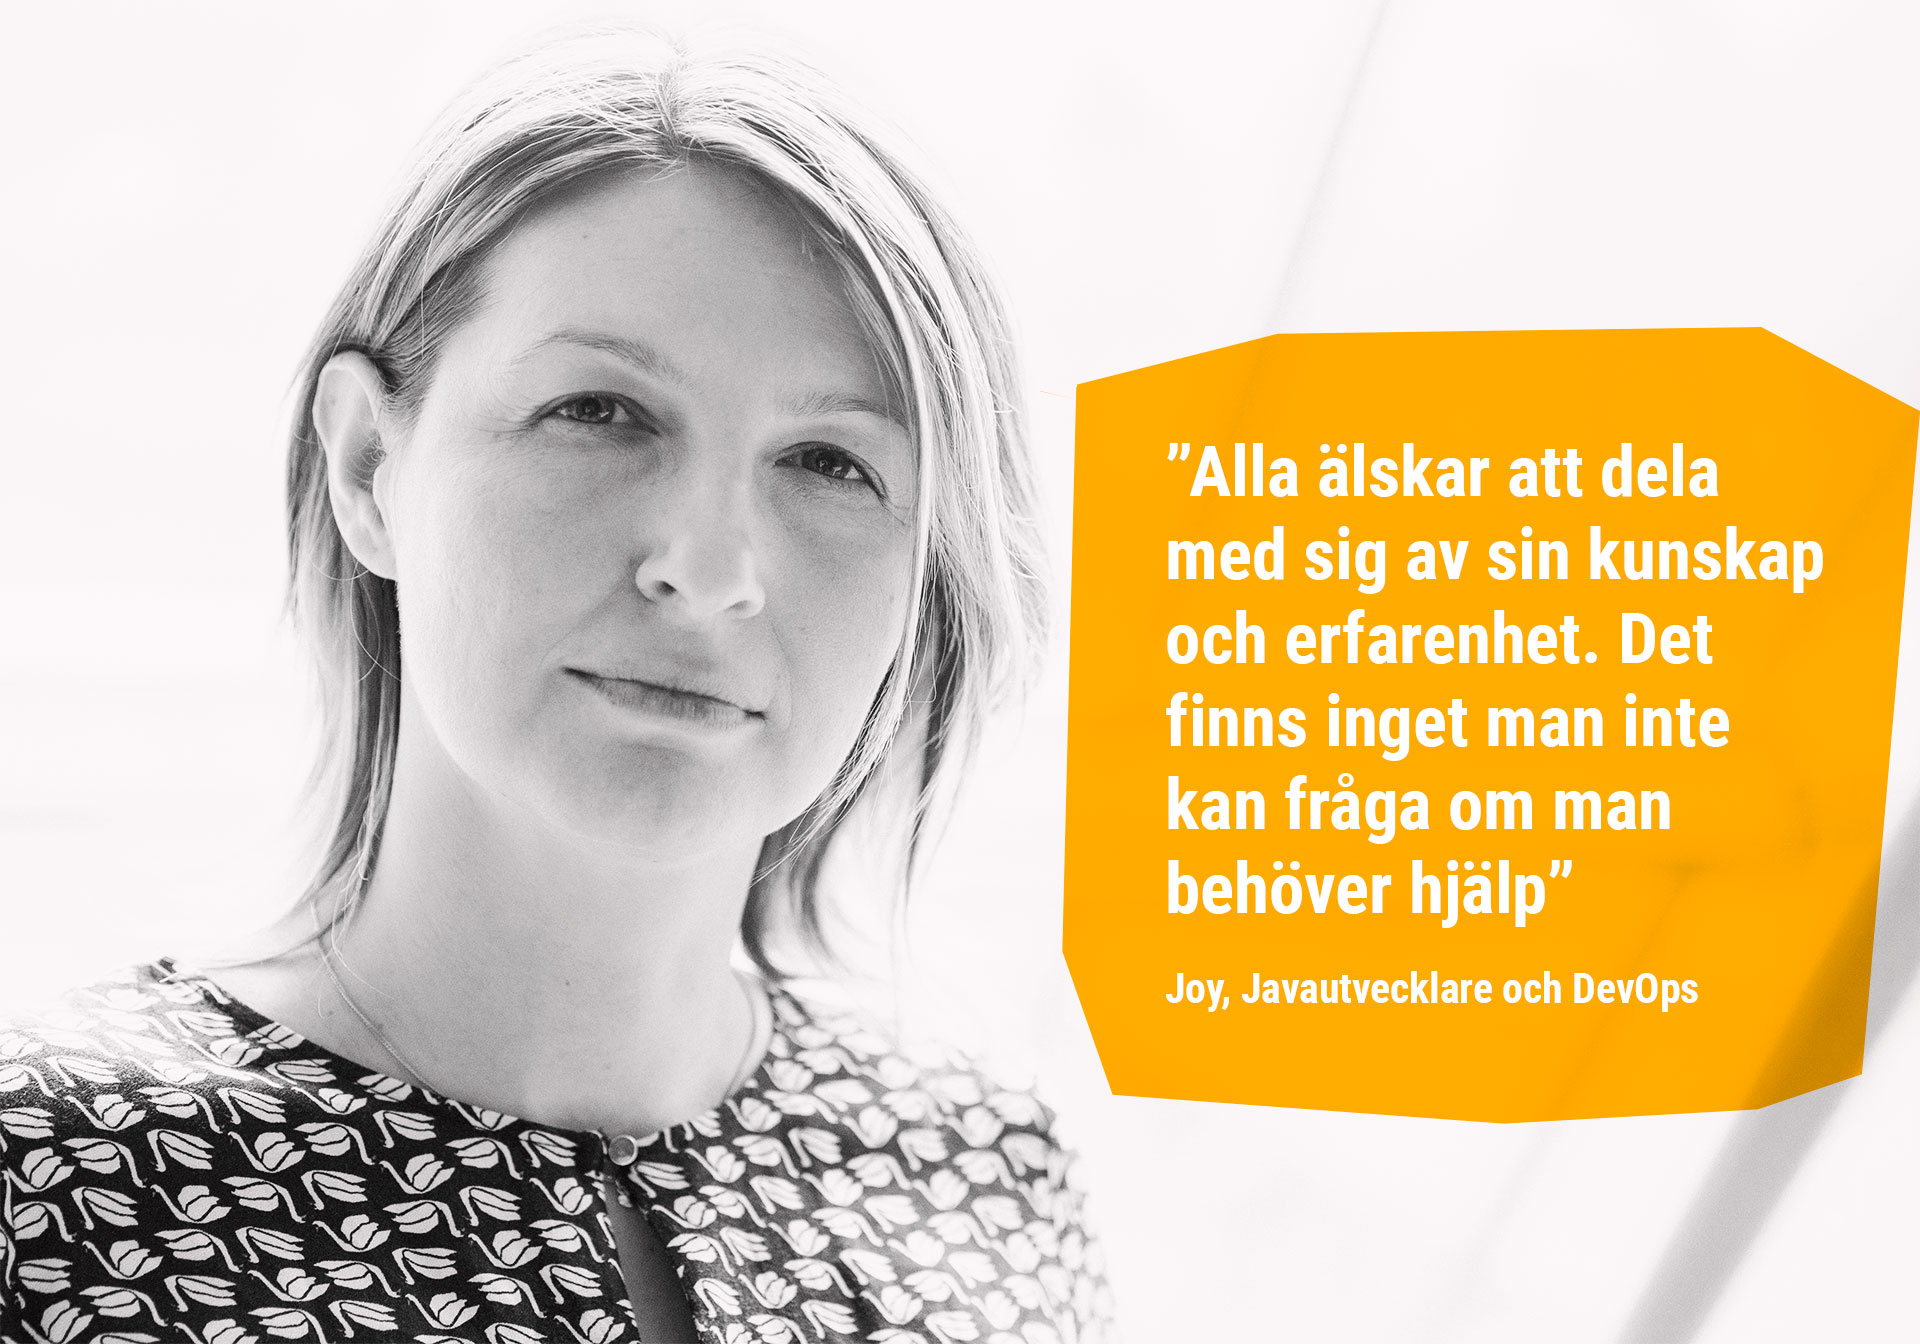 ”Alla älskar att dela
med sig av sin kunskap
och erfarenhet. Det
finns inget man inte
kan fråga om man
behöver hjälp”
Joy, Javautvecklare och DevOps